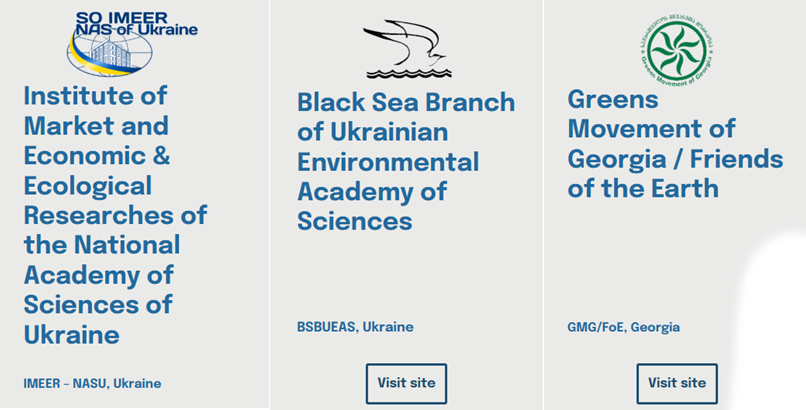 SO IMEER
NAS of Ukraine
Institute of
Market and
Economic &
Ecological
Researches of
the National
Academy of
Sciences of
Ukraine
IMEER – NASU, Ukraine
Black Sea Branch
of Ukrainian
Environmental
Academy of
Sciences
BSBUEAS, Ukraine
Visit site
Greens Movement of Georgia
Greens
Movement of
Georgia / Friends
of the Earth
GMG/FoE, Georgia
Visit site